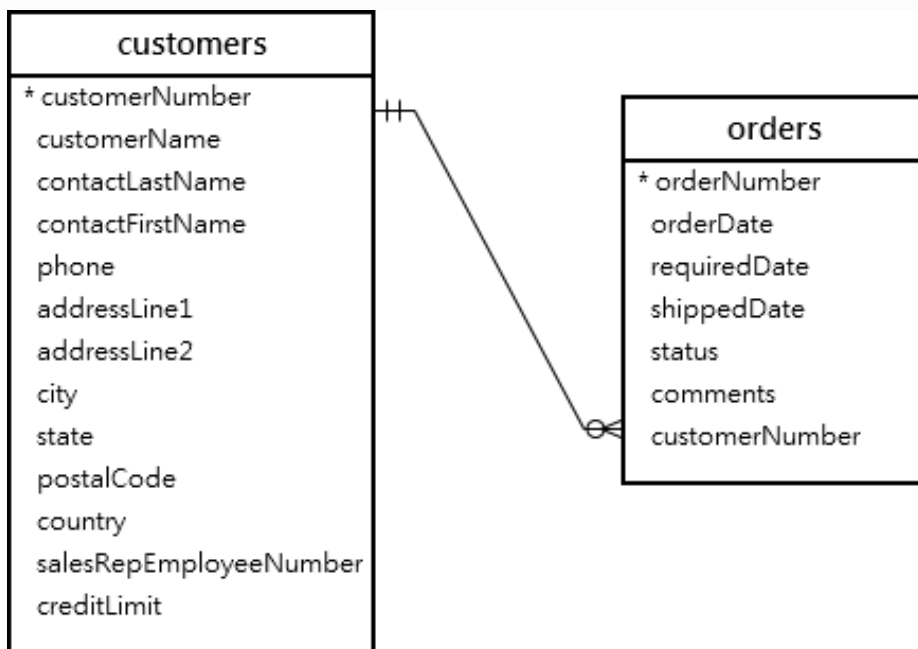 customers
* customerNumber
customerName
contactLastName
contactFirstName
phone
addressLine1
addressLine2
city
state
postalCode
country
salesRepEmployeeNumber
creditLimit
orders
* orderNumber
orderDate
requiredDate
shippedDate
status
comments
customerNumber